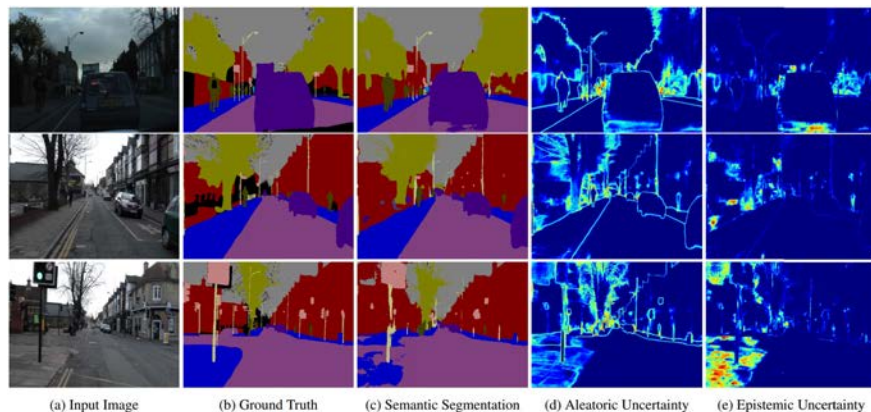 (a) Input Image (b) Ground Truth (c) Semantic Segmentation (d) Aleatoric Uncertainty (e) Epistemic Uncertainty